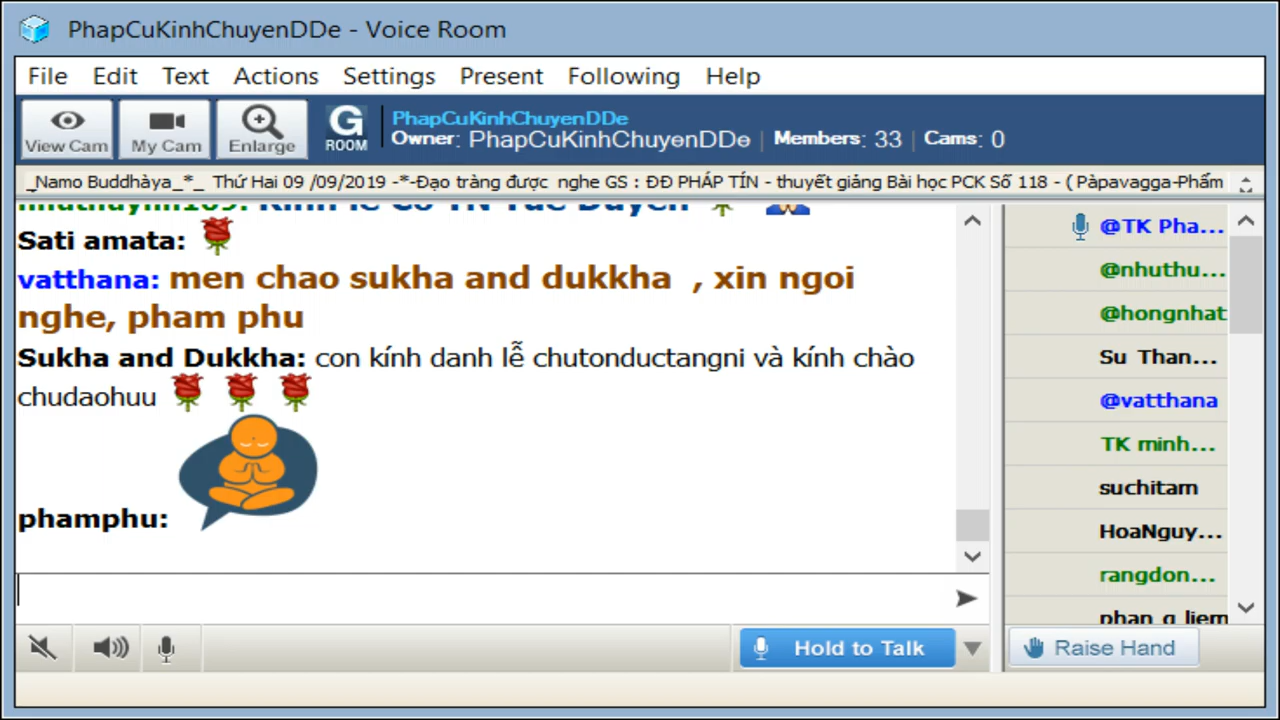 PhapCuKinhChuyenDDe - Voice Room
File Edit Text Actions Settings Present Following Help
View Cam My Cam Enlarge G ROOM
PhapCuKinhChuyenDDe
Owner: PhapCuKinhChuyenDDe | Members: 33 | Cams: 0
_Namo Buddhàya_*_ Thứ Hai 09 /09/2019 -*-Đạo tràng được nghe GS : ĐĐ PHÁP TÍN - thuyết giảng Bài học PCK Số 118 - ( Pàpavagga-Phẩm
Sati amata:
vatthana: men chao sukha and dukkha , xin ngoi
nghe, pham phu
Sukha and Dukkha: con kính danh lễ chutonductangni và kính chào
chudaohuu
phamphu:
@TK Pha...
@nhuthu...
@hongnhat
Su Than...
@vatthana
TK minh...
suchitam
HoaNguy...
rangdon...
phan q liem
Hold to Talk
Raise Hand